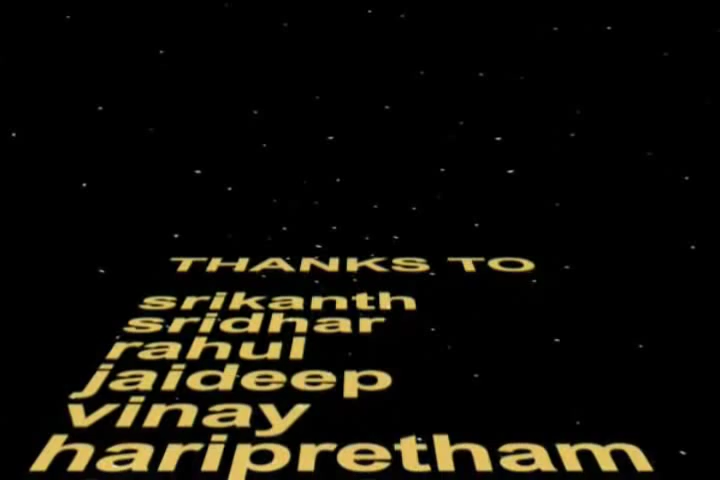 THANKS TO
srikanth
sridhar
rahul
jaideep
vinay
haripretham